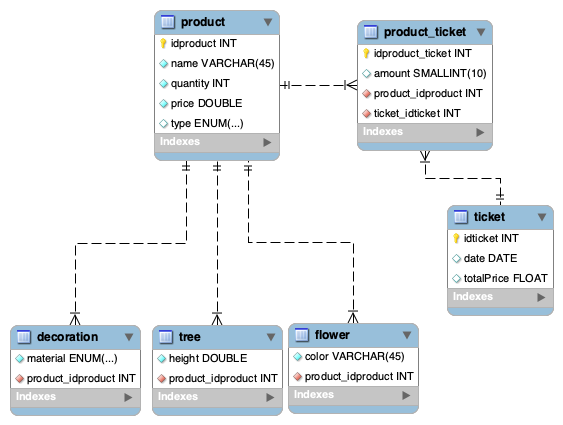 product
idproduct INT
name VARCHAR(45)
quantity INT
price DOUBLE
type ENUM(...)
Indexes
product_ticket
idproduct_ticket INT
amount SMALLINT(10)
product_idproduct INT
ticket_idticket INT
Indexes
ticket
idticket INT
date DATE
totalPrice FLOAT
Indexes
decoration
material ENUM(...)
product_idproduct INT
Indexes
tree
height DOUBLE
product_idproduct INT
Indexes
flower
color VARCHAR(45)
product_idproduct INT
Indexes